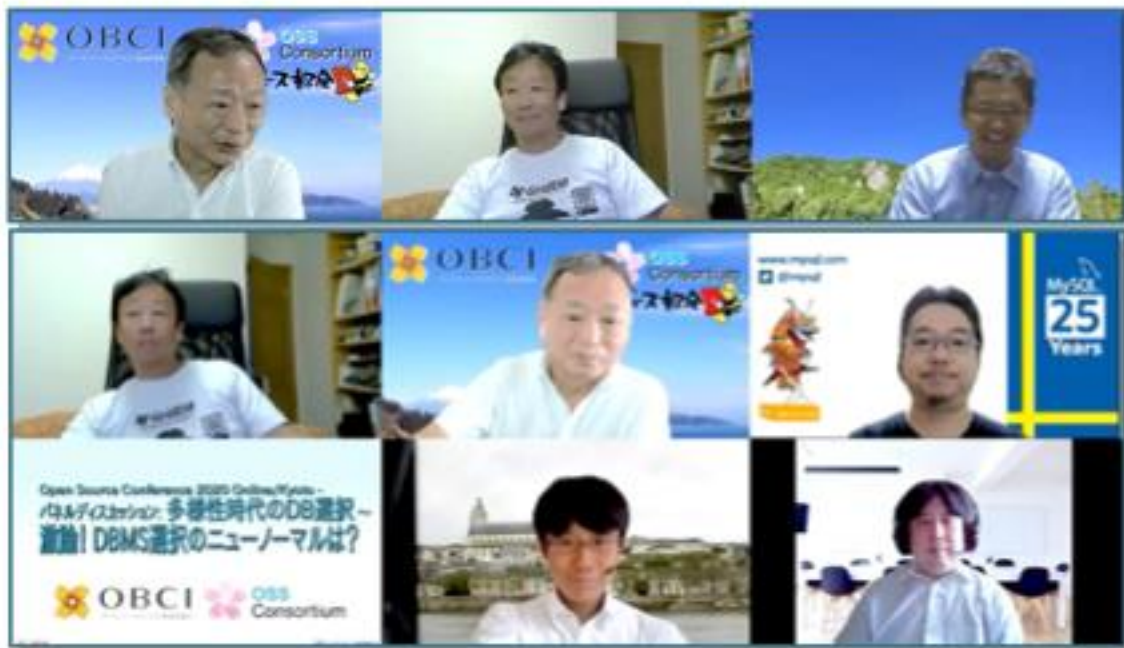 OBCI
OSS
Consortium
OBCI
OSS
Consortium
www.mysql.com
@mysql
MySQL
25
Years
Open Source Conference 2020 Online/Kyoto -
パネルディスカッション: 多様性時代のDB選択 ~
激論! DBMS選択のニューノーマルは?
OBCI
OSS
Consortium